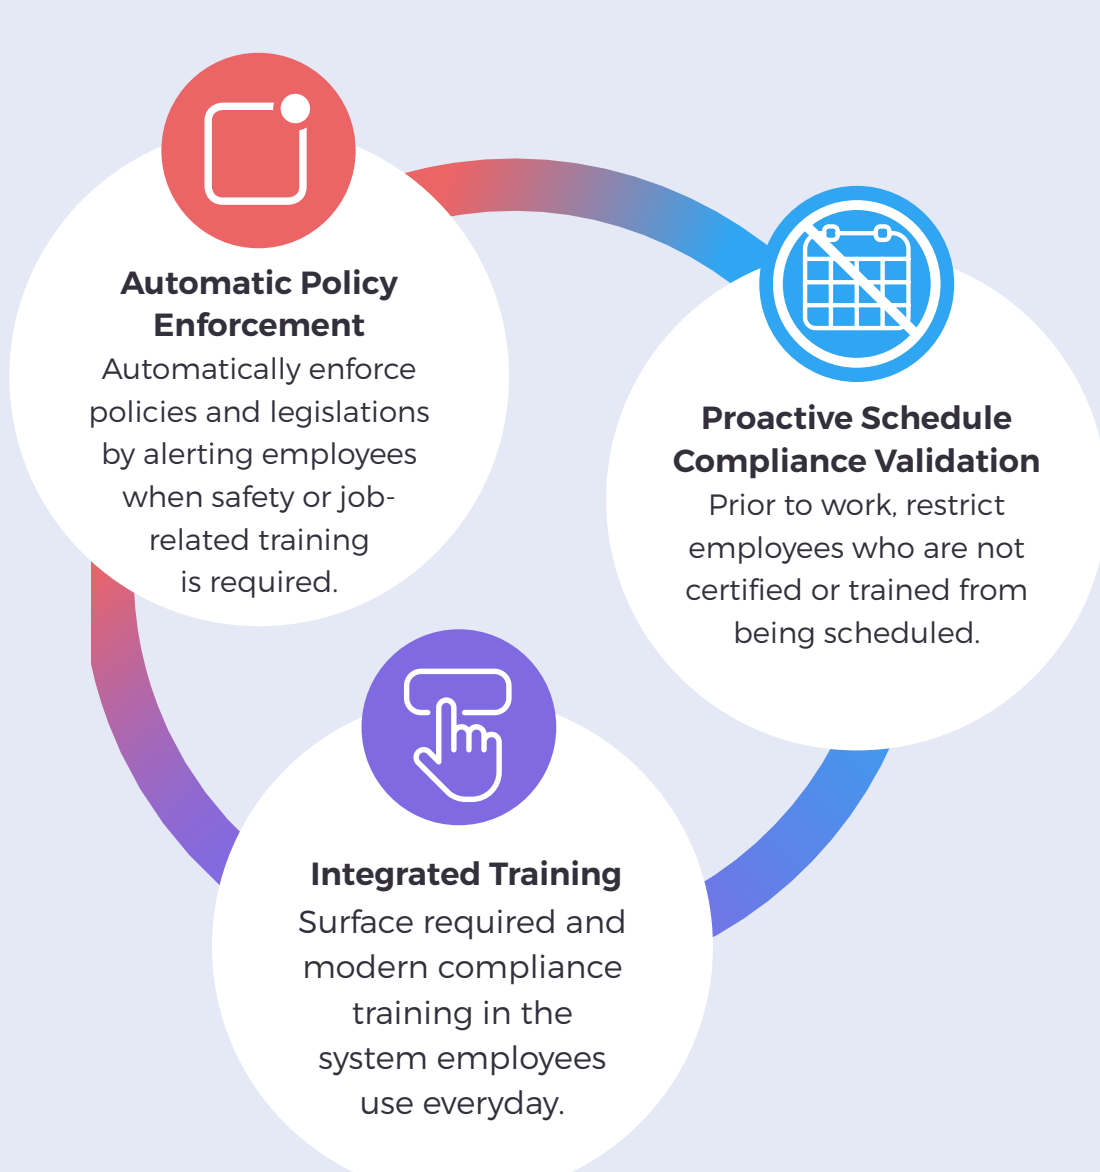 Automatic Policy
Enforcement
Automatically enforce
policies and legislations
by alerting employees
when safety or job-
related training
is required.
Proactive Schedule
Compliance Validation
Prior to work, restrict
employees who are not
certified or trained from
being scheduled.
Integrated Training
Surface required and
modern compliance
training in the
system employees
use everyday.